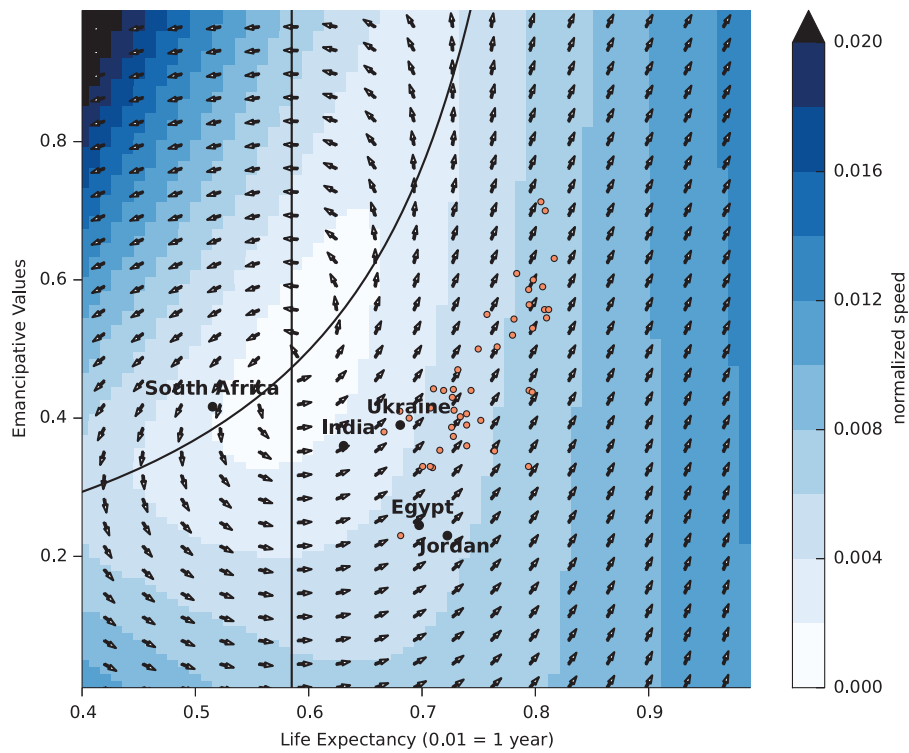 0.020
0.8
0.016
0.6
0.012
Emancipative Values
normalized speed
South Africa
Ukraine
0.4
India
0.008
Egypt
Jordan
0.2
0.004
0.000
0.4
0.5
0.6
0.7
0.8
0.9
Life Expectancy (0.01 = 1 year)